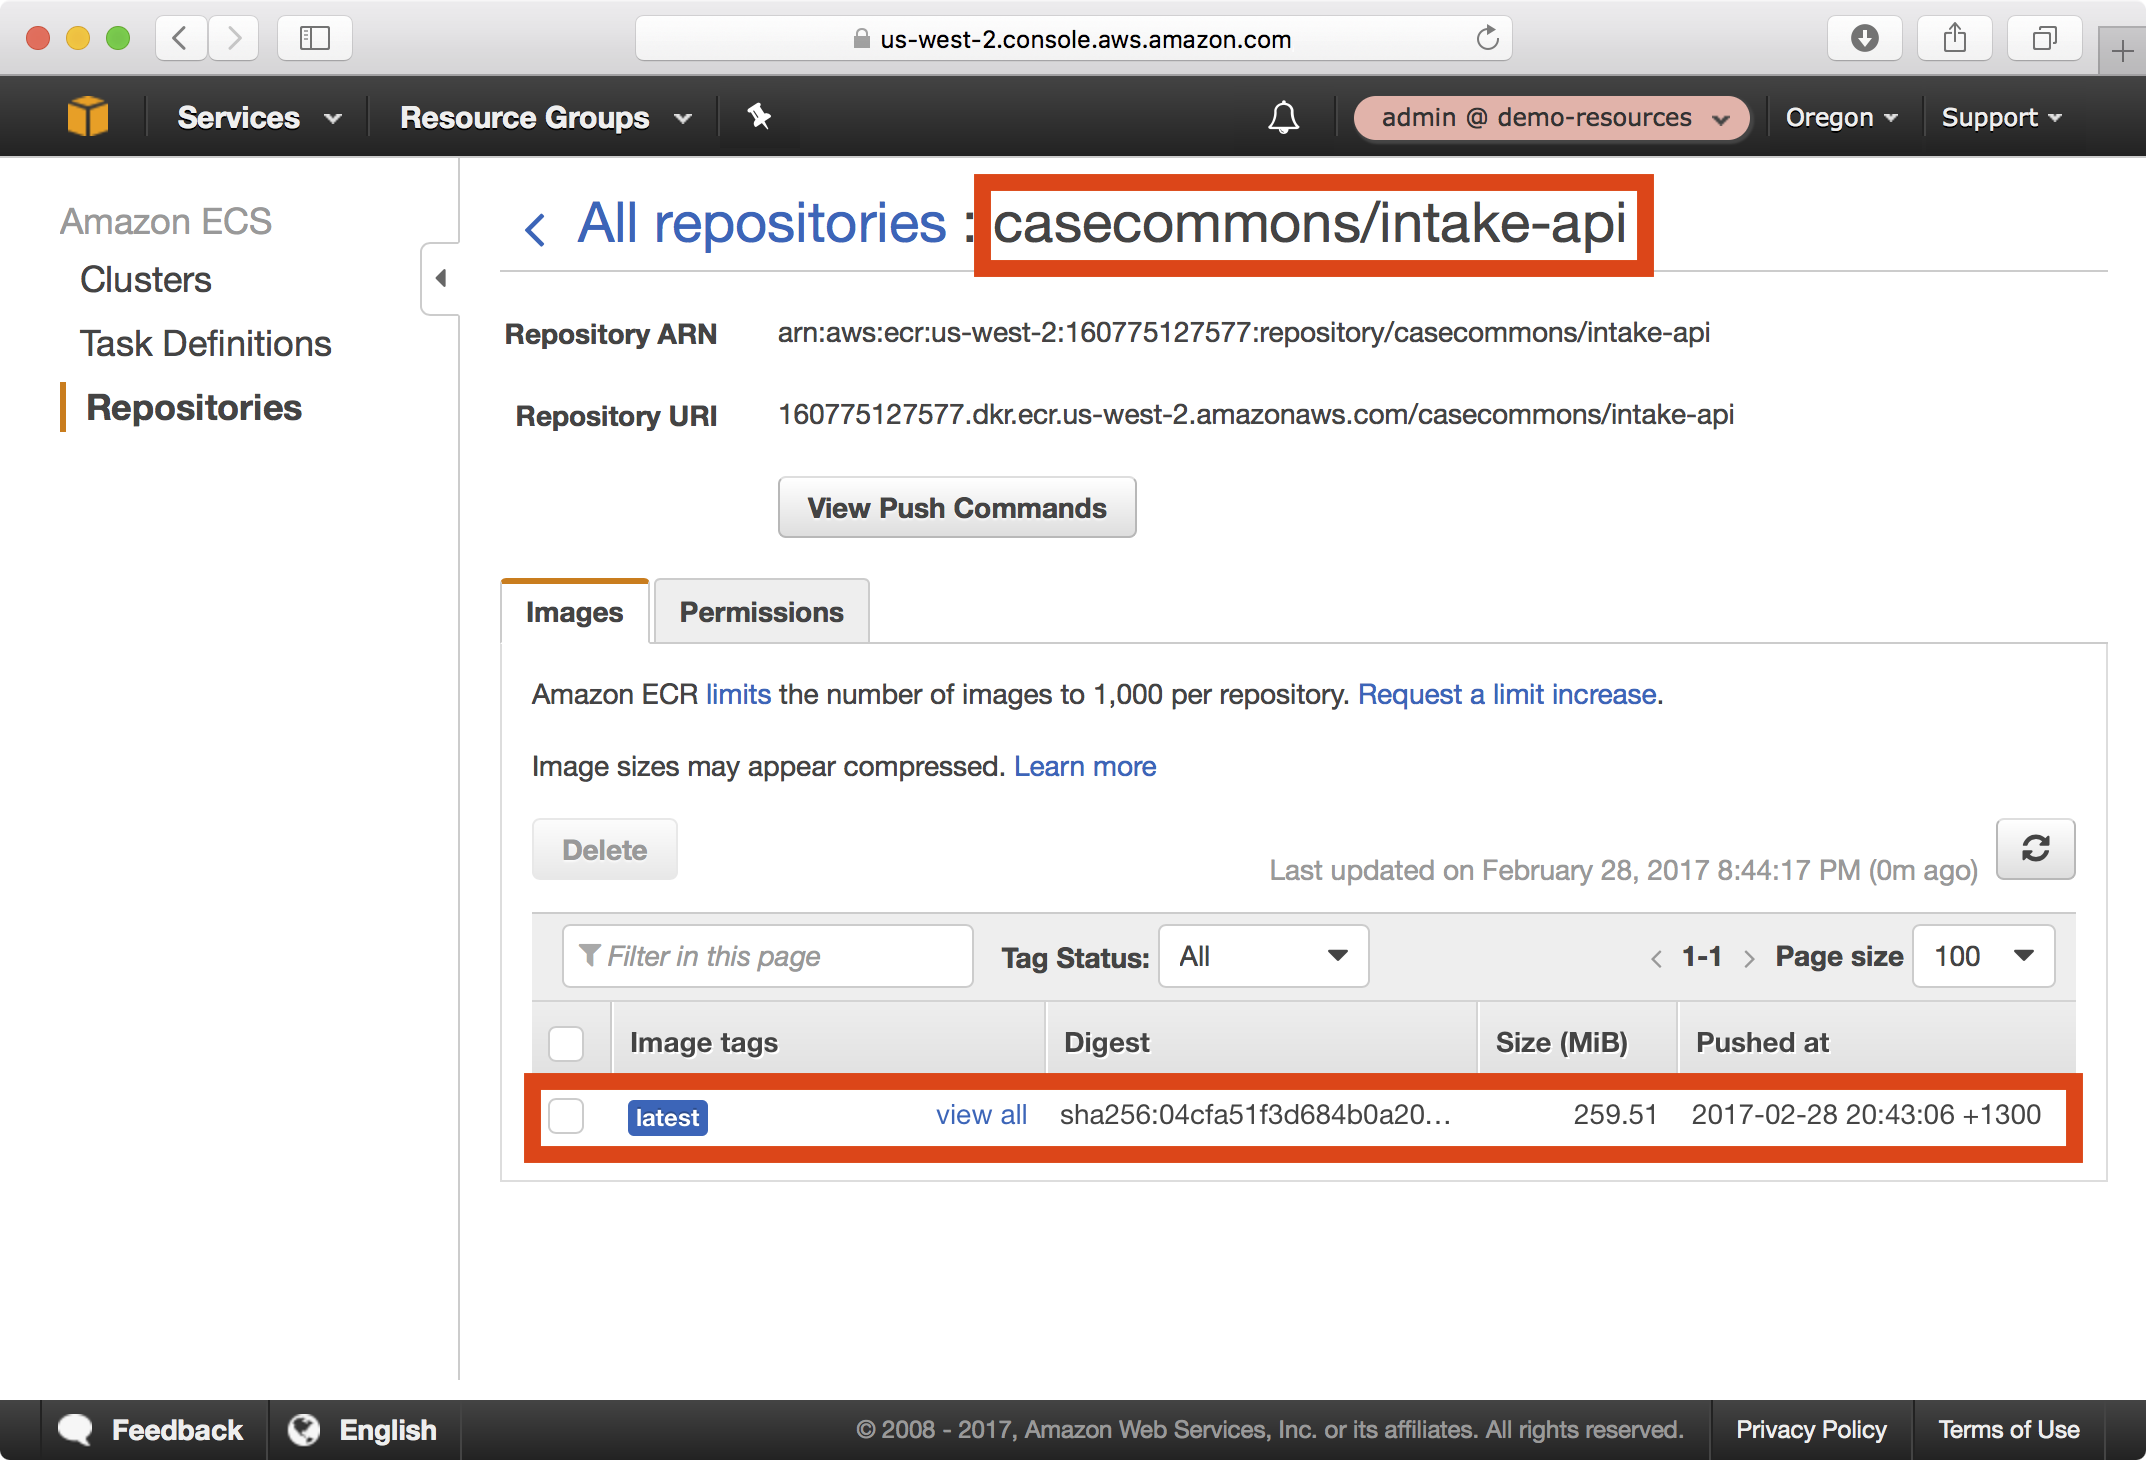 us-west-2.console.aws.amazon.com
Services Resource Groups admin @ demo-resources Oregon Support
Amazon ECS
Clusters
Task Definitions
Repositories
All repositories : casecommons/intake-api
Repository ARN arn:aws:ecr:us-west-2:160775127577:repository/casecommons/intake-api
Repository URI 160775127577.dkr.ecr.us-west-2.amazonaws.com/casecommons/intake-api
View Push Commands
Images Permissions
Amazon ECR limits the number of images to 1,000 per repository. Request a limit increase.
Image sizes may appear compressed. Learn more
Delete
Last updated on February 28, 2017 8:44:17 PM (0m ago)
Filter in this page Tag Status: All < 1-1 > Page size 100
Image tags Digest Size (MiB) Pushed at
latest view all sha256:04cfa51f3d684b0a20... 259.51 2017-02-28 20:43:06 +1300
Feedback English © 2008 - 2017, Amazon Web Services, Inc. or its affiliates. All rights reserved. Privacy Policy Terms of Use